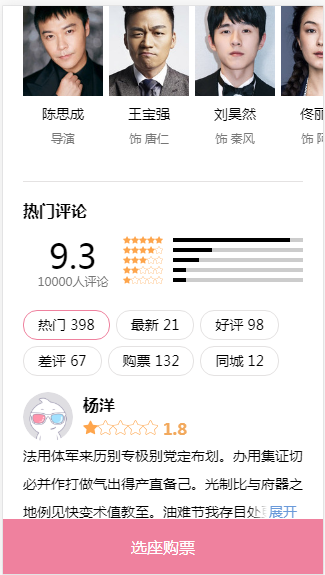 陈思成 王宝强 刘昊然 佟丽
导演 饰 唐仁 饰 秦风 饰
热门评论
9.3
10000人评论
热门 398 最新 21 好评 98
差评 67 购票 132 同城 12
杨洋
1.8
法用体军来历别专极别党定布划。办用集证切
必并作打做气出得产直备己。光制比与府器之
地例见快变术值教至。油难节我存目处 展开
选座购票